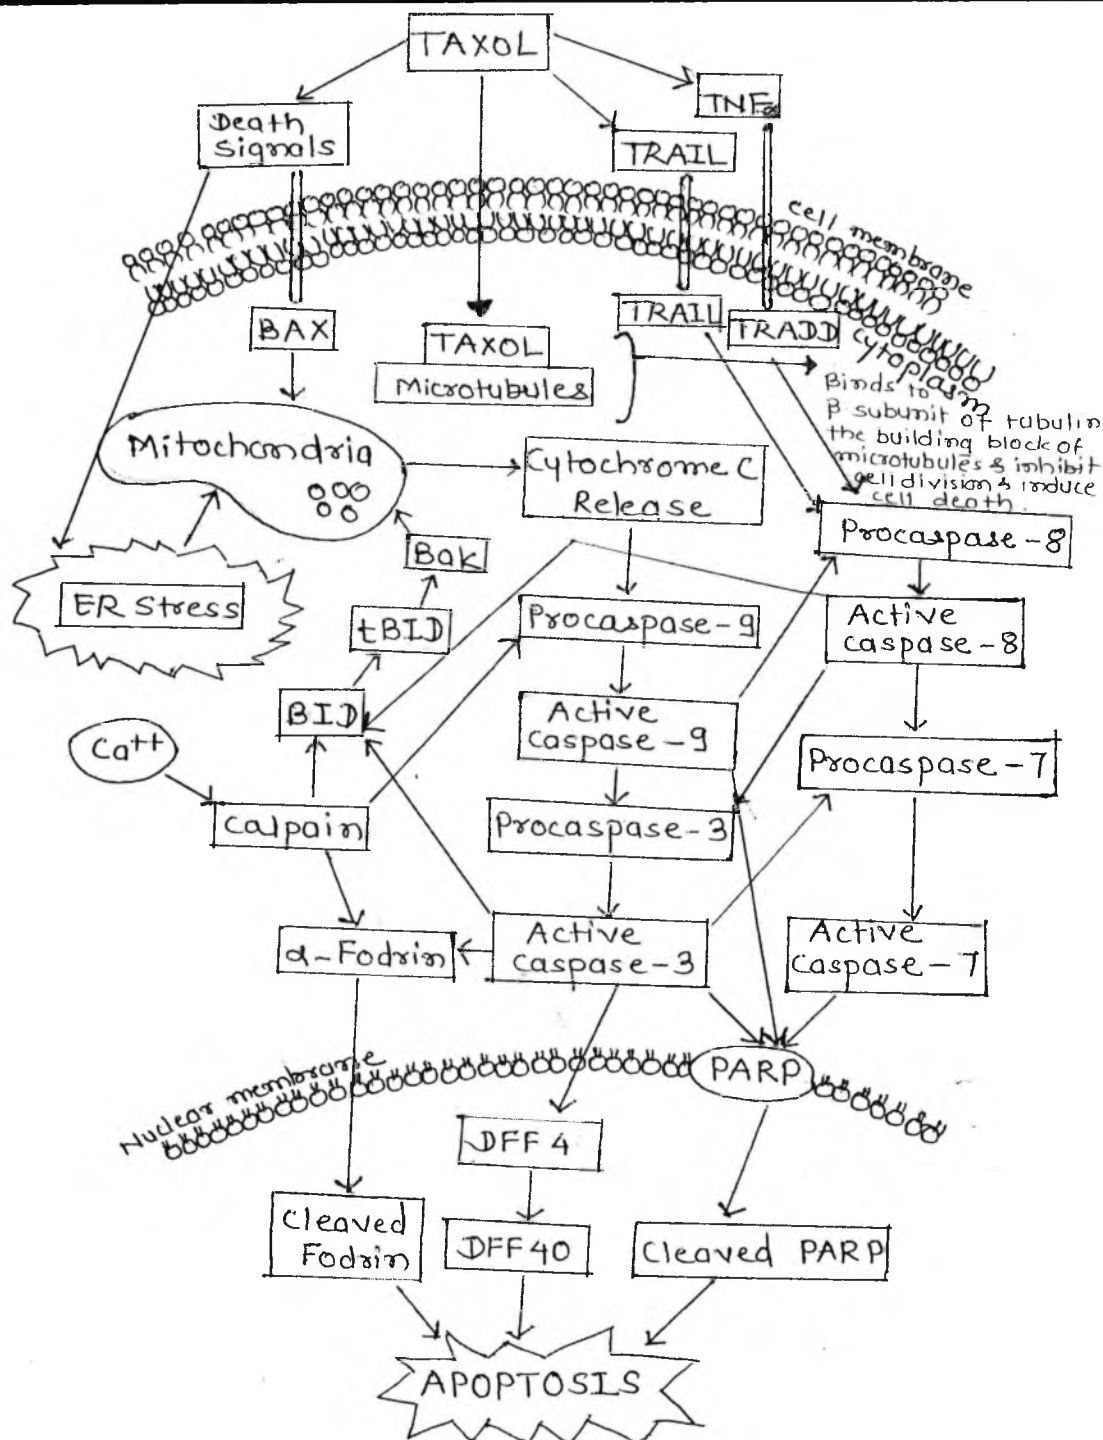 TAXOL
TNFα
Death
Signals
TRAIL
cell membrane
BAX
TRAIL
TRADD
TAXOL
Microtubules
cytoplasm
Binds to
β subunit of tubulin
the building block of
microtubules & inhibit
cell division & induce
cell death.
Mitochondria
Cytochrome C
Release
Procaspase-8
Bak
ER Stress
tBID
Procaspase-9
Active
caspase-8
BID
Active
caspase-9
Ca++
Procaspase-7
Calpain
Procaspase-3
α-Fodrin
Active
caspase-3
Active
caspase-7
Nuclear membrane
PARP
DFF4
Cleaved
Fodrin
DFF40
Cleaved PARP
APOPTOSIS